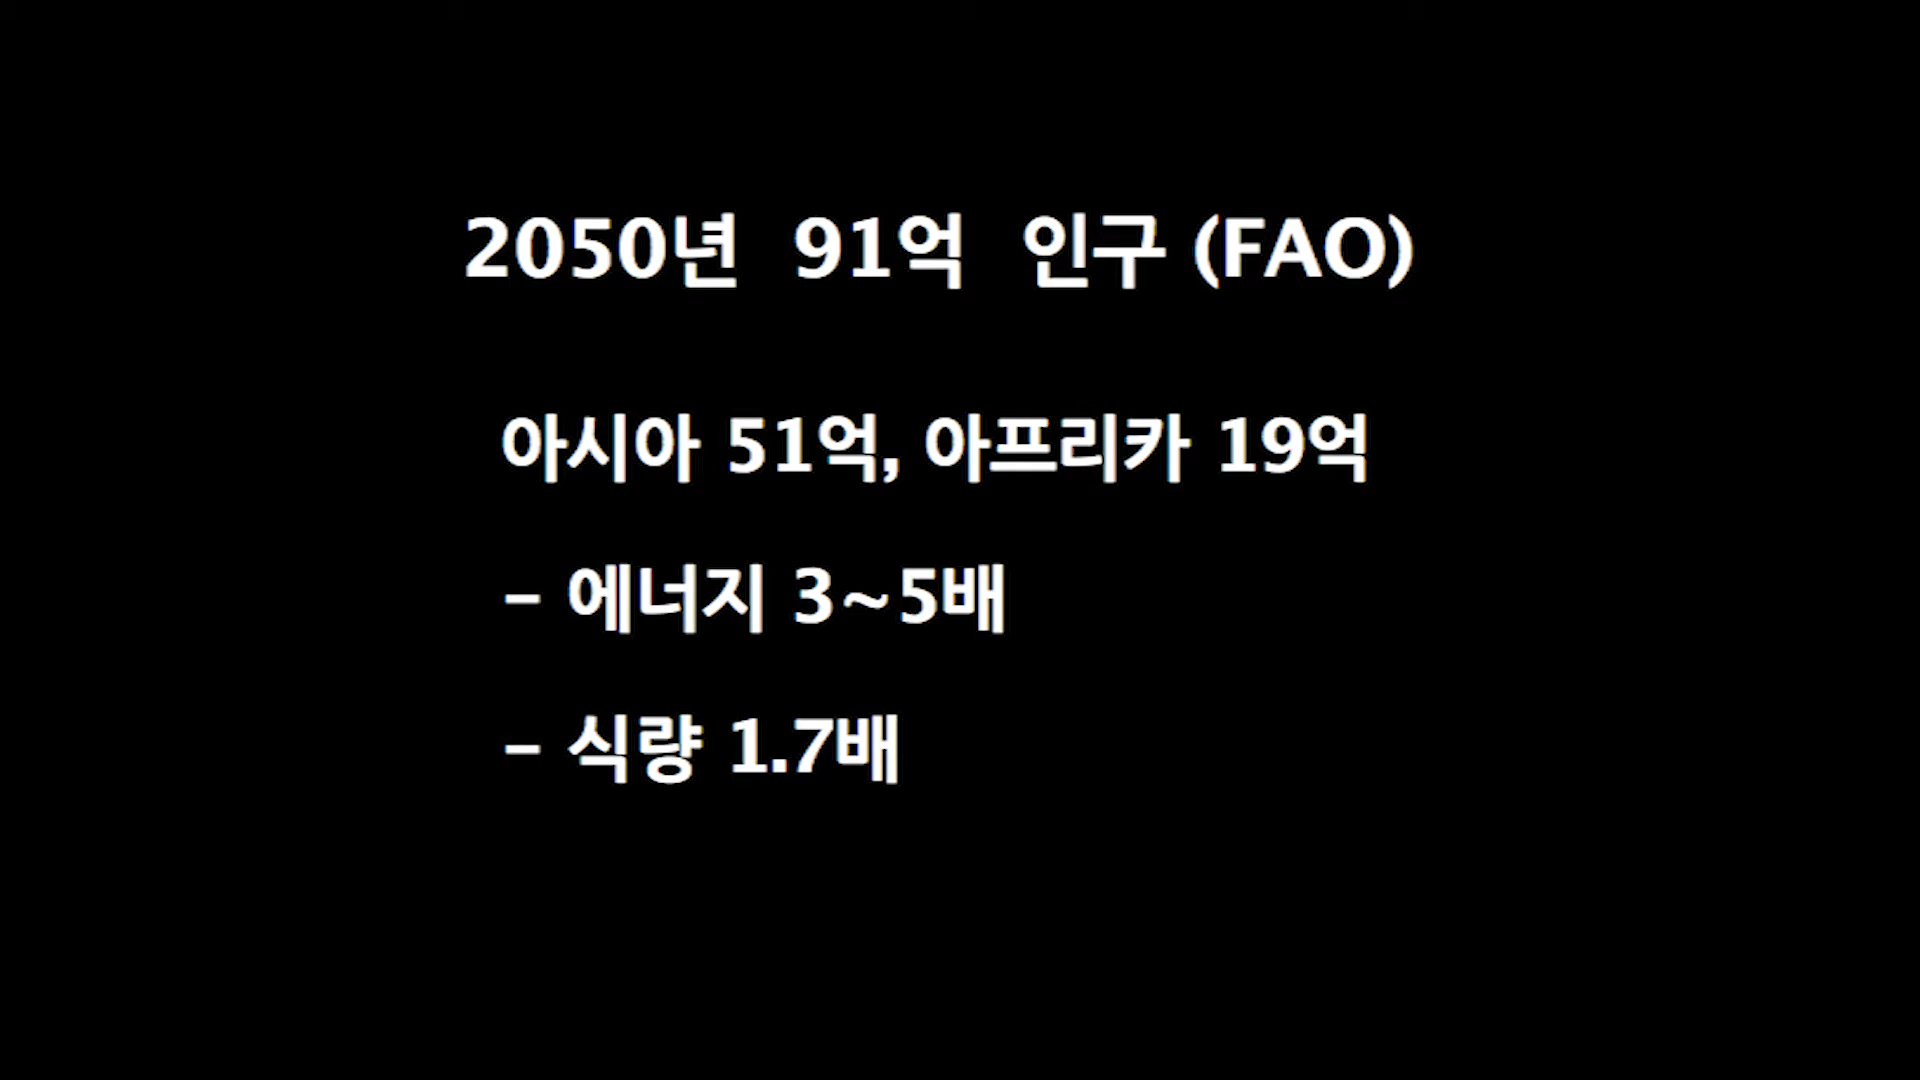 2050년 91억 인구 (FAO)
아시아 51억, 아프리카 19억
- 에너지 3~5배
- 식량 1.7배